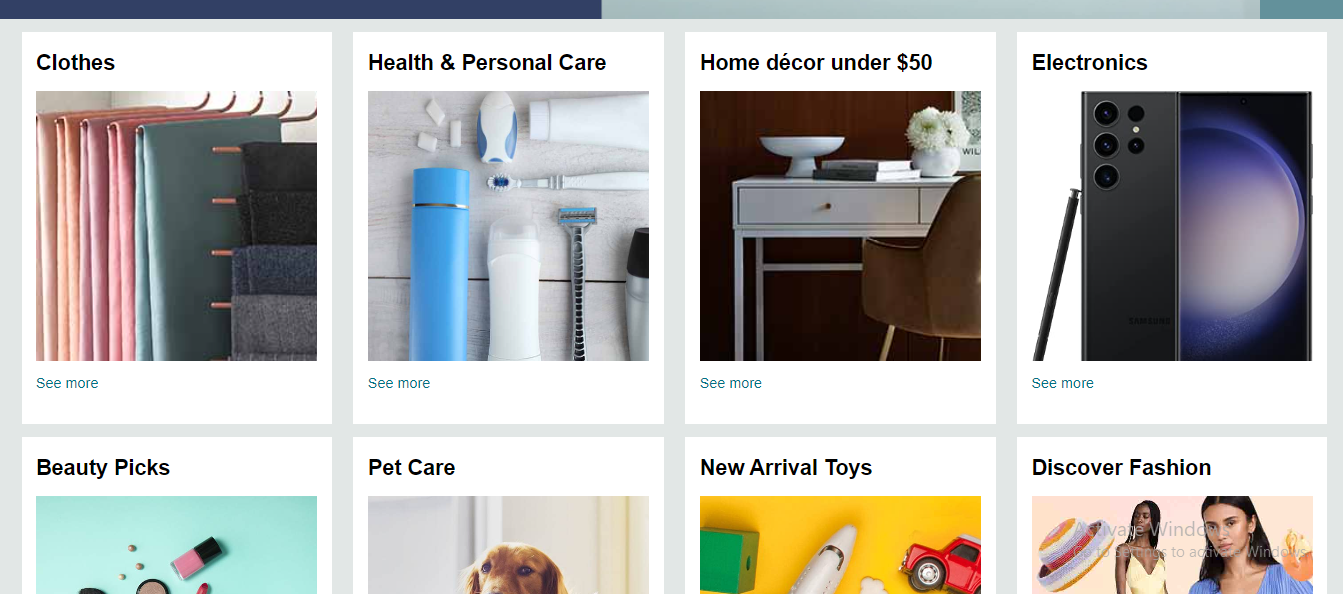 Clothes
Health & Personal Care
Home décor under $50
Electronics
WIL
SAMSUNG
See more
See more
See more
See more
Beauty Picks
Pet Care
New Arrival Toys
Discover Fashion
Activate Windows
Go to Settings to activate Windows.